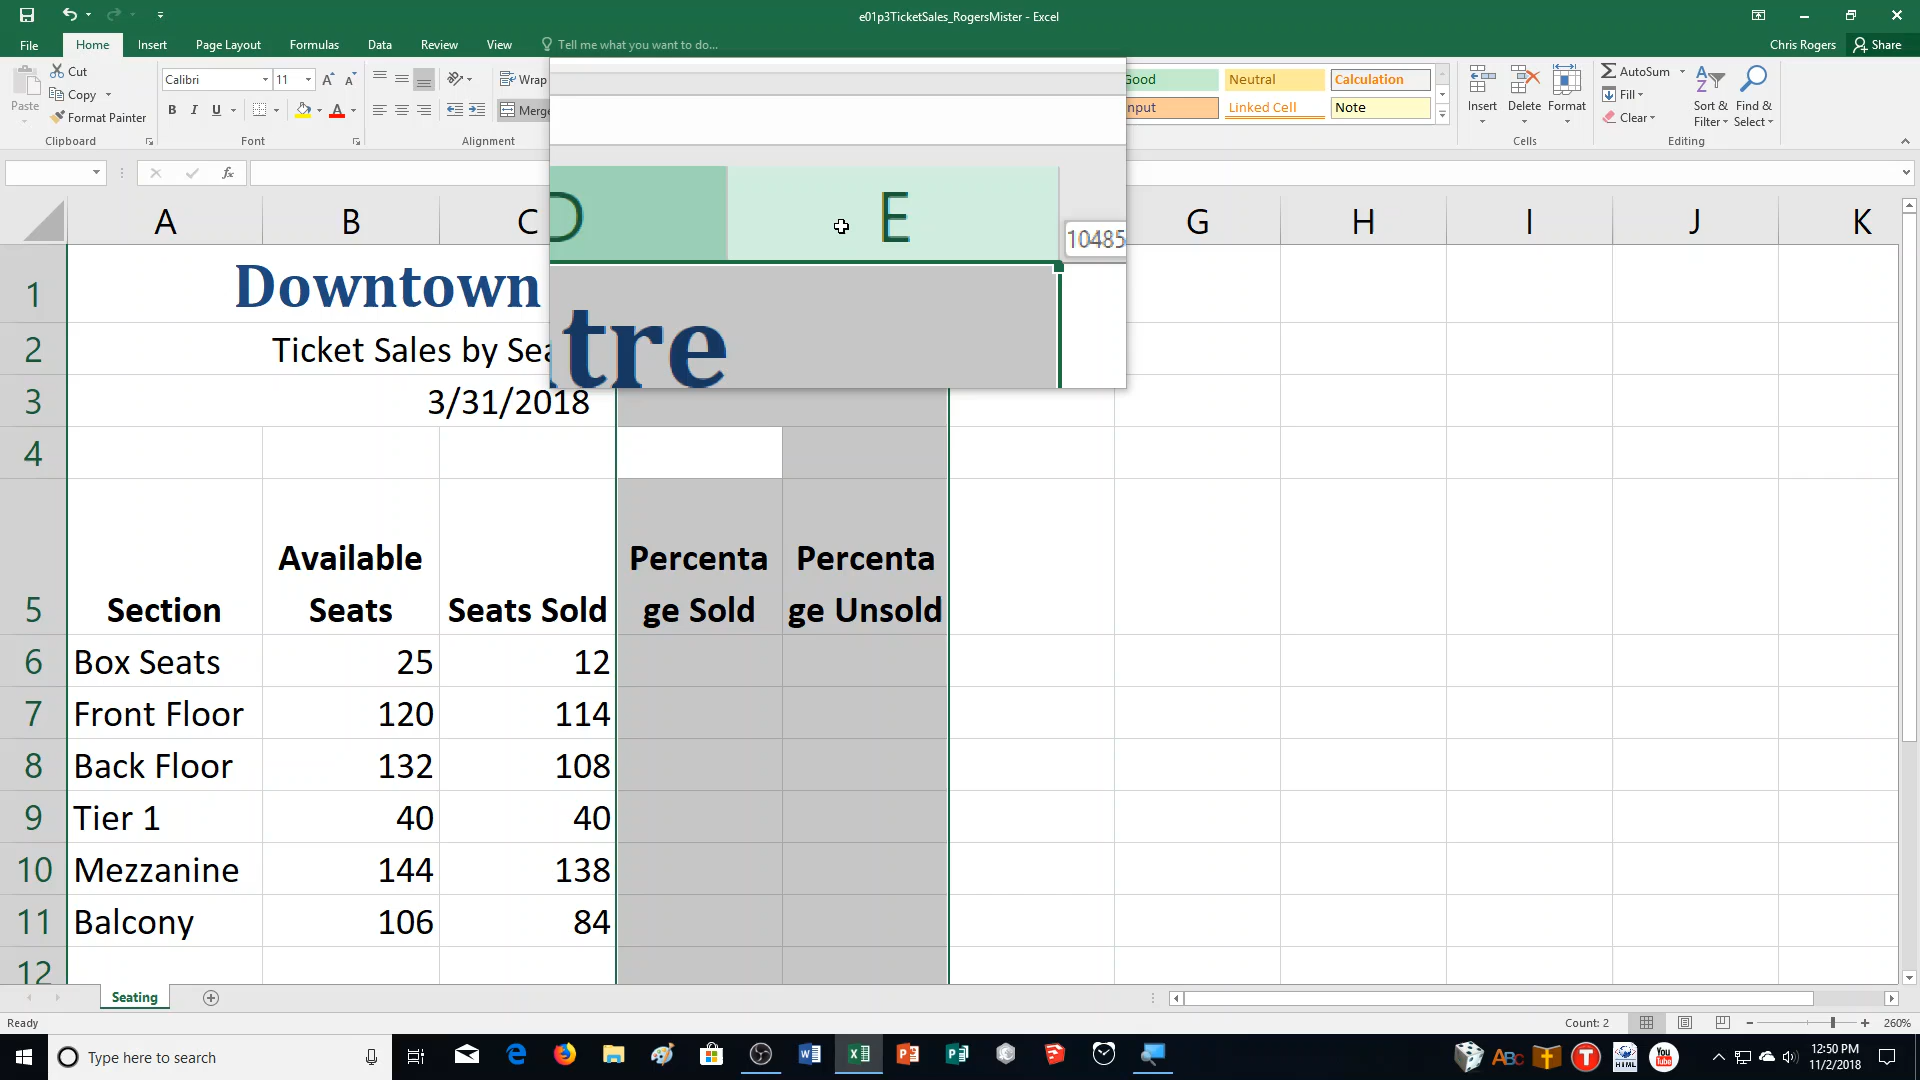 e01p3TicketSales_RogersMister - Excel
File Home Insert Page Layout Formulas Data Review View Tell me what you want to do... Chris Rogers Share
Paste
Cut
Copy
Format Painter
Clipboard
Calibri 11
B I U
Font
Wrap
Merge
Alignment
Good Neutral Calculation
Input Linked Cell Note
Insert Delete Format
Cells
AutoSum
Fill
Clear
Sort & Filter
Find & Select
Editing
fx
A B C D E G H I J K
10485
1 Downtown tre
2 Ticket Sales by Sea
3 3/31/2018
4
5 Section Available Seats Seats Sold Percenta ge Sold Percenta ge Unsold
6 Box Seats 25 12
7 Front Floor 120 114
8 Back Floor 132 108
9 Tier 1 40 40
10 Mezzanine 144 138
11 Balcony 106 84
12
Seating
Ready Count: 2 260%
Type here to search
ABC HTML You Tube
12:50 PM
11/2/2018